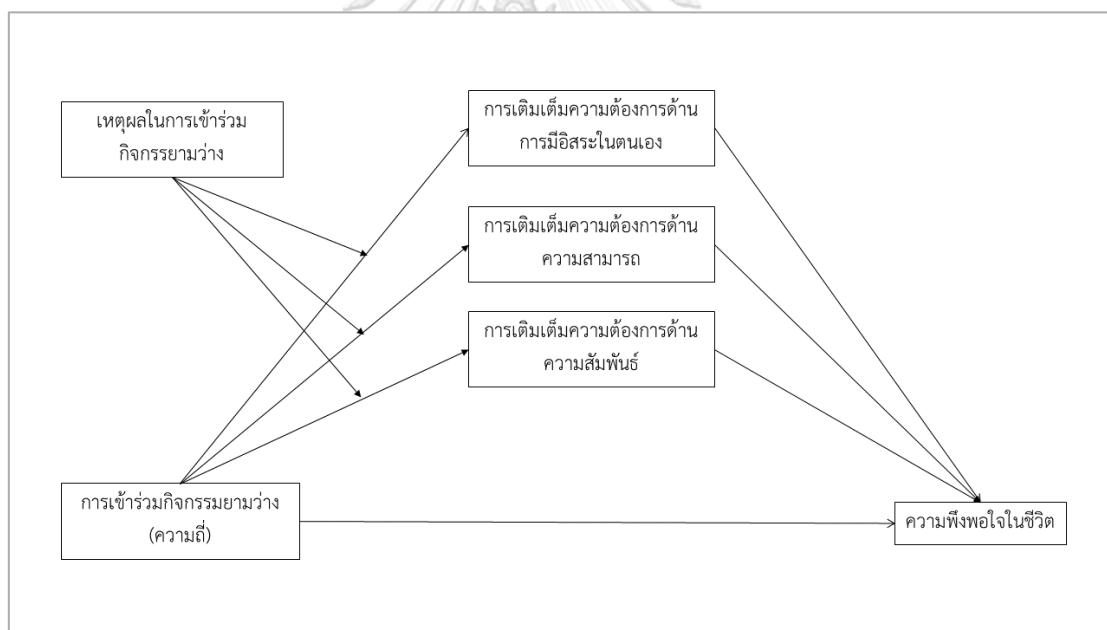 เหตุผลในการเข้าร่วม
กิจกรรยามว่าง
การเติมเต็มความต้องการด้าน
การมีอิสระในตนเอง
การเติมเต็มความต้องการด้าน
ความสามารถ
การเติมเต็มความต้องการด้าน
ความสัมพันธ์
การเข้าร่วมกิจกรรมยามว่าง
(ความถี่)
ความพึงพอใจในชีวิต